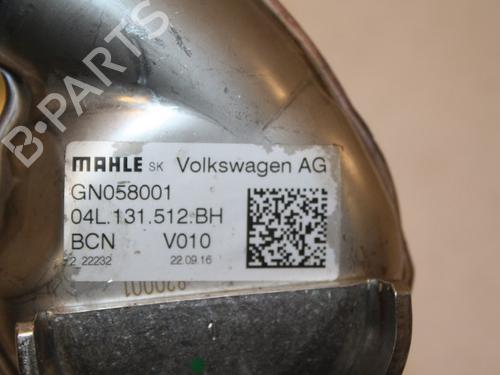 B-PARTS
MAHLE SK Volkswagen AG
GN058001
04L.131.512.BH
BCN V010
2 22232 22.09.16